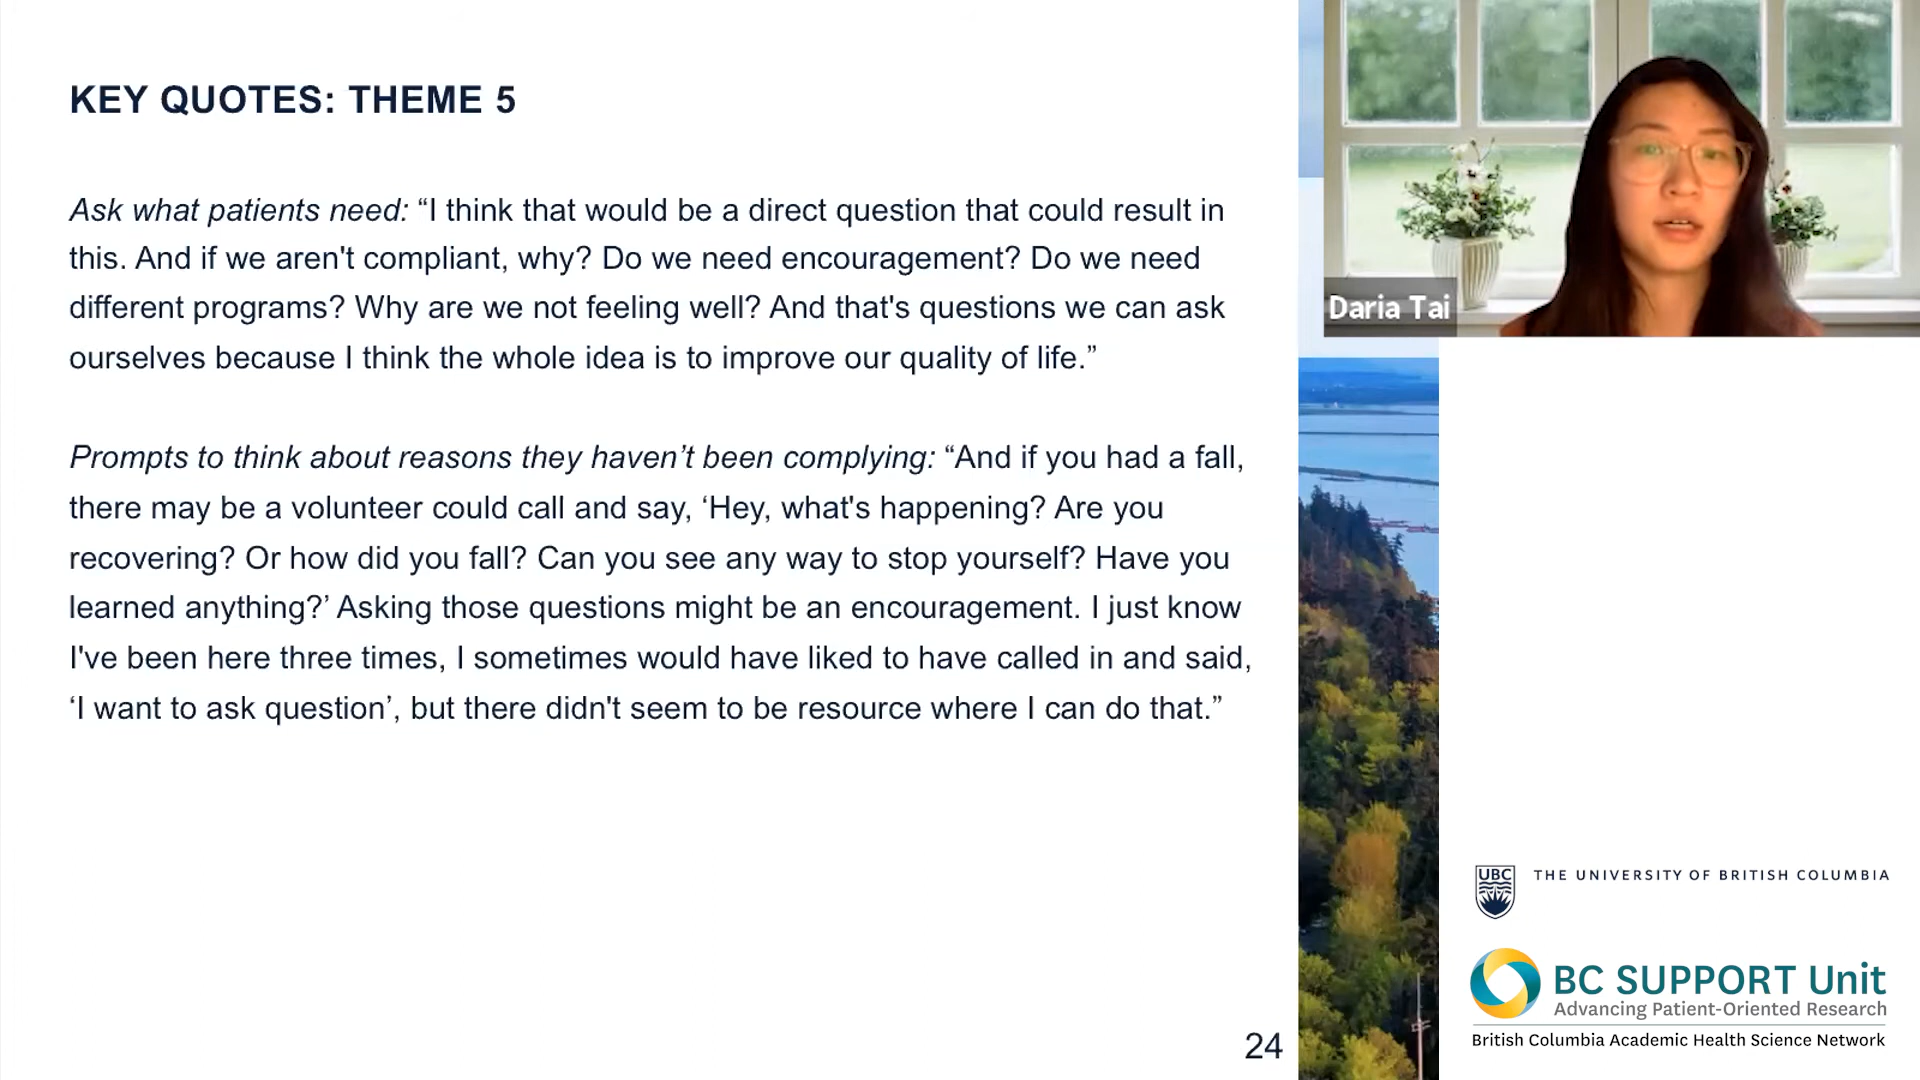 KEY QUOTES: THEME 5
Ask what patients need: “I think that would be a direct question that could result in
this. And if we aren't compliant, why? Do we need encouragement? Do we need
different programs? Why are we not feeling well? And that's questions we can ask
ourselves because I think the whole idea is to improve our quality of life.”
Prompts to think about reasons they haven’t been complying: “And if you had a fall,
there may be a volunteer could call and say, ‘Hey, what's happening? Are you
recovering? Or how did you fall? Can you see any way to stop yourself? Have you
learned anything?’ Asking those questions might be an encouragement. I just know
I've been here three times, I sometimes would have liked to have called in and said,
‘I want to ask question’, but there didn't seem to be resource where I can do that.”
24
Daria Tai
UBC
THE UNIVERSITY OF BRITISH COLUMBIA
BC SUPPORT Unit
Advancing Patient-Oriented Research
British Columbia Academic Health Science Network